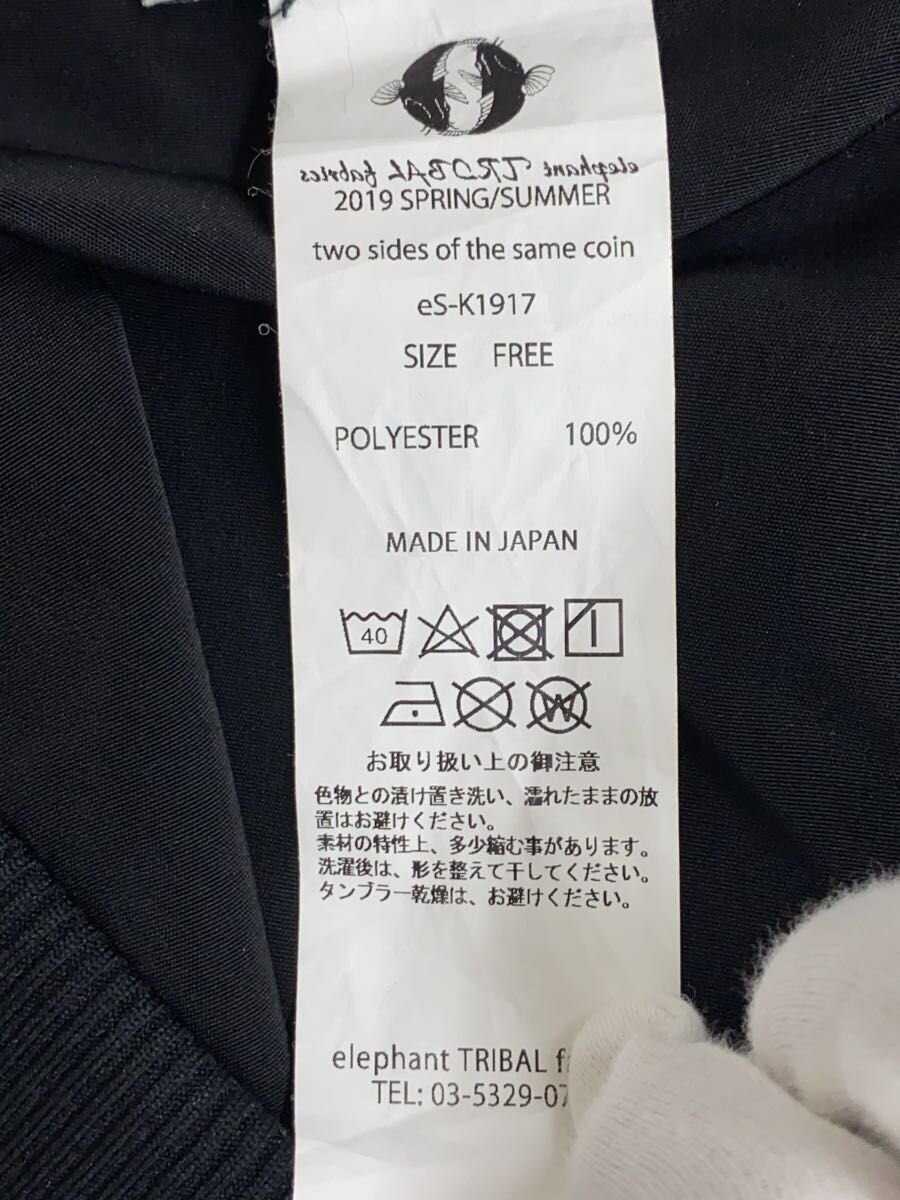 elephant TRIBAL fabrics
2019 SPRING/SUMMER
two sides of the same coin
eS-K1917
SIZE FREE
POLYESTER 100%
MADE IN JAPAN
40
W
お取り扱い上の御注意
色物との漬け置き洗い、濡れたままの放
置はお避けください。
素材の特性上、多少縮む事があります。
洗濯後は、形を整えて干してください。
タンブラー乾燥は、お避けください。
elephant TRIBAL f
TEL: 03-5329-07